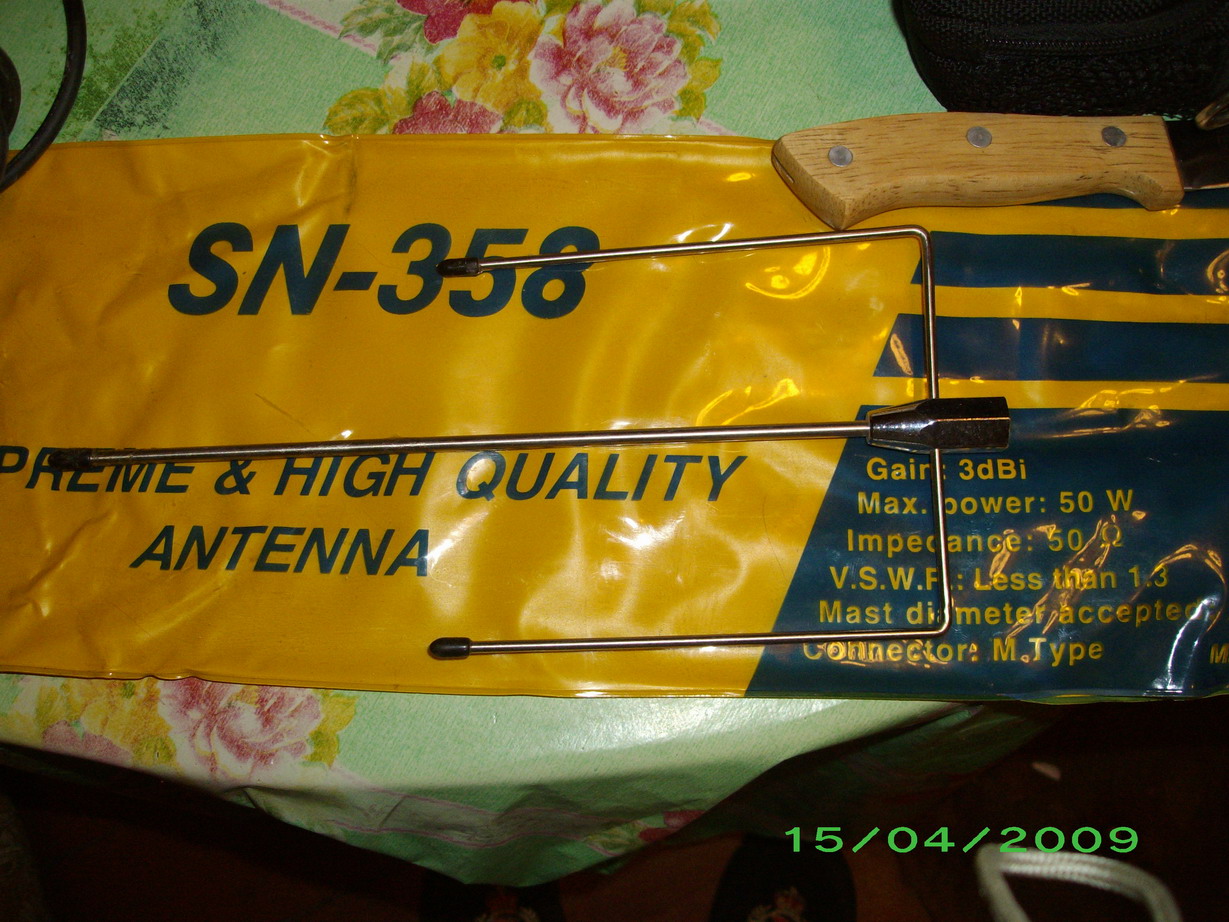 SN-358
PREME & HIGH QUALITY
ANTENNA
Gain: 3dBi
Max. power: 50 W
Impedance: 50 Ω
V.S.W.R.: Less than 1.3
Mast diameter accepted
Connector: M.Type
M
15/04/2009